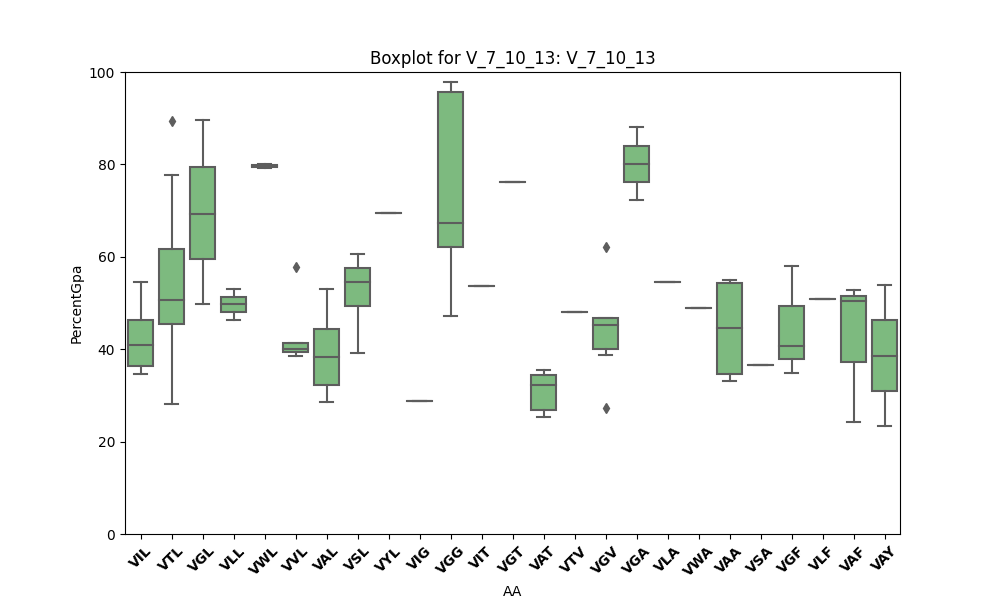 Boxplot for V_7_10_13: V_7_10_13
100
80
60
40
20
0
PercentGpa
VIL VTL VGL VLL VWL VVL VAL VSL VYL VIG VGG VIT VGT VAT VTV VGV VGA VLA VWA VAA VSA VGF VLF VAF VAY
AA